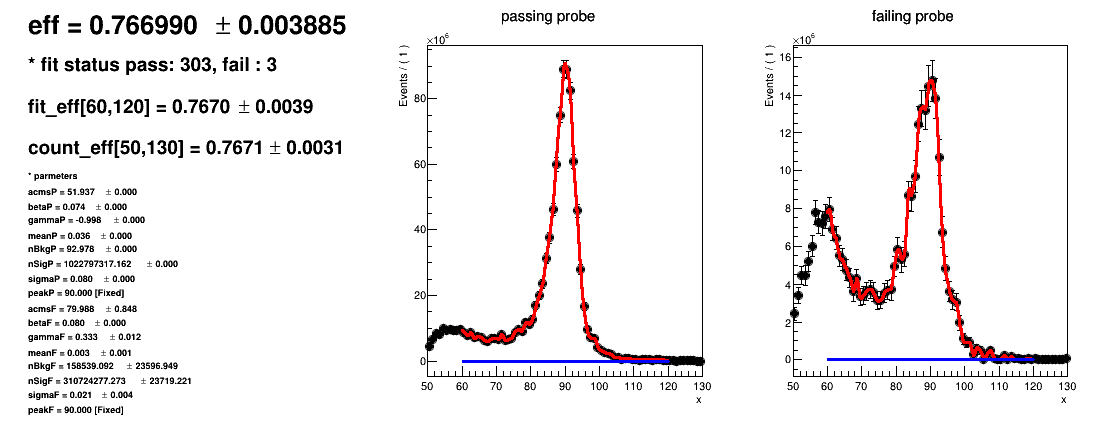 eff = 0.766990 ± 0.003885
* fit status pass: 303, fail : 3
fit_eff[60,120] = 0.7670 ± 0.0039
count_eff[50,130] = 0.7671 ± 0.0031
* parmeters
acmsP = 51.937 ± 0.000
betaP = 0.074 ± 0.000
gammaP = -0.998 ± 0.000
meanP = 0.036 ± 0.000
nBkgP = 92.978 ± 0.000
nSigP = 1022797317.162 ± 0.000
sigmaP = 0.080 ± 0.000
peakP = 90.000 [Fixed]
acmsF = 79.988 ± 0.848
betaF = 0.080 ± 0.000
gammaF = 0.333 ± 0.012
meanF = 0.003 ± 0.001
nBkgF = 158539.092 ± 23596.949
nSigF = 310724277.273 ± 23719.221
sigmaF = 0.021 ± 0.004
peakF = 90.000 [Fixed]
passing probe
×10⁶
Events / ( 1 )
80
60
40
20
0
50 60 70 80 90 100 110 120 130
x
failing probe
×10⁶
Events / ( 1 )
16
14
12
10
8
6
4
2
0
50 60 70 80 90 100 110 120 130
x